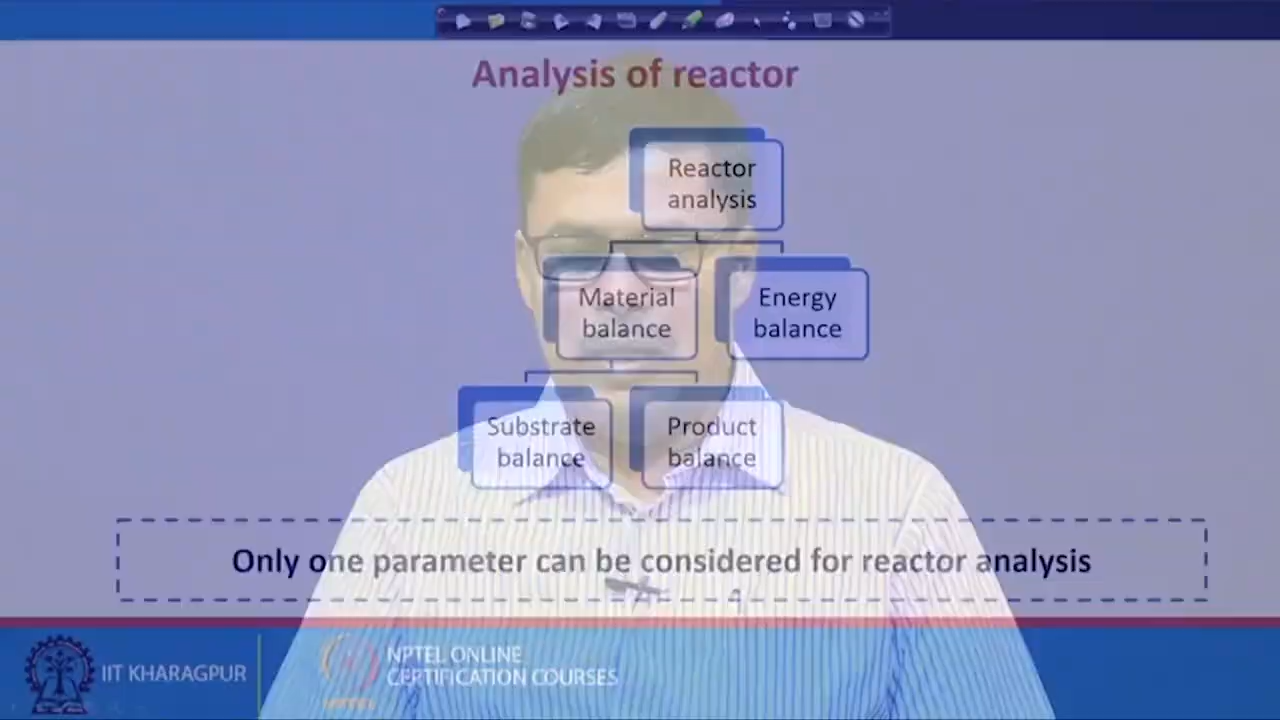 Analysis of reactor
Reactor
analysis
Material
balance
Energy
balance
Substrate
balance
Product
balance
Only one parameter can be considered for reactor analysis
IIT KHARAGPUR
NPTEL ONLINE
CERTIFICATION COURSES